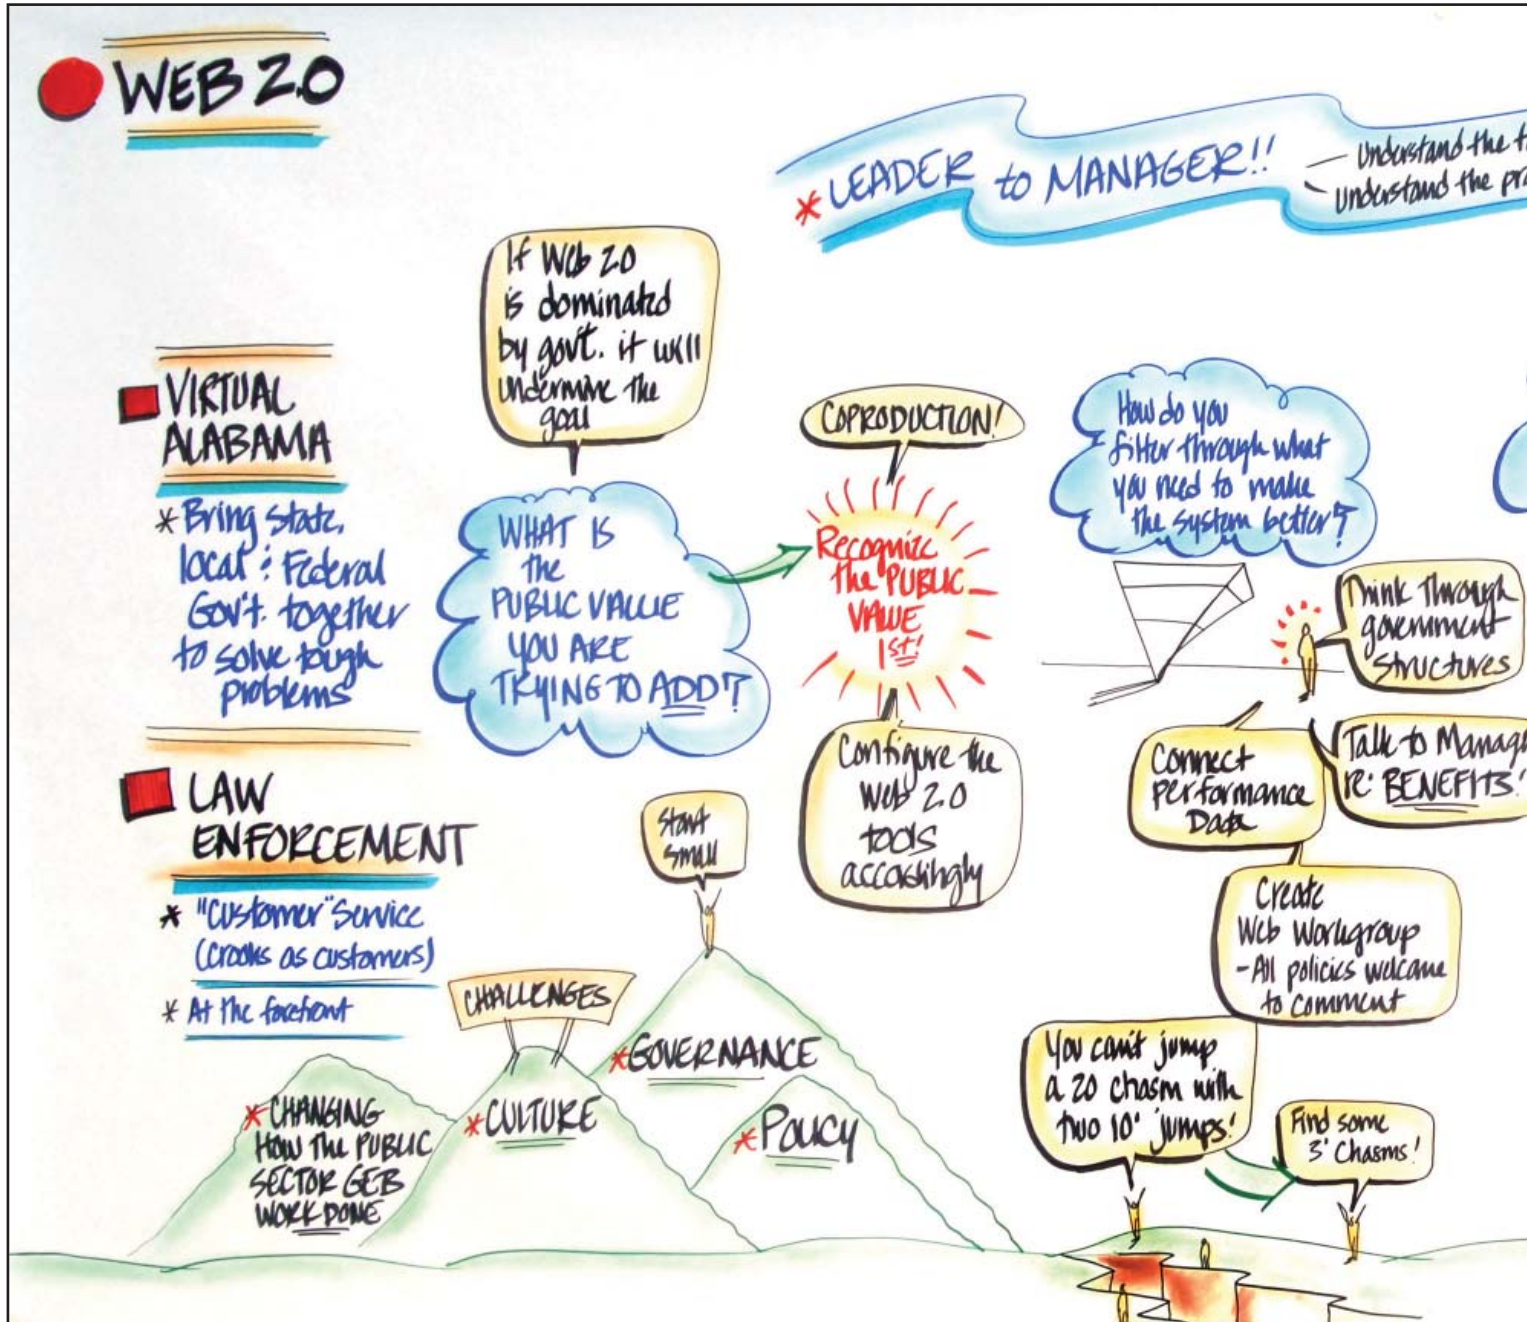 WEB 2.0
* LEADER to MANAGER!!
— Understand the
understand the
If Web 2.0
is dominated
by gov't. it will
undermine the
goal
VIRTUAL
ALABAMA
* Bring State,
local : Federal
Gov't. together
to solve tough
problems
WHAT IS
the
PUBLIC VALUE
YOU ARE
TRYING TO ADD?
COPRODUCTION!
Recognize
the PUBLIC
VALUE
1st!
Configure the
Web 2.0
tools
accordingly
How do you
filter through what
you need to make
the system better?
Think through
government
structures
Connect
performance
Data
Talk to
re: BENEFITS!
Create
Web Workgroup
- All policies welcome
to comment
LAW
ENFORCEMENT
* "Customer" Service
(Crooks as customers)
* At the forefront
Start
small
CHALLENGES
* CHANGING
HOW THE PUBLIC
SECTOR
WORK DONE
* CULTURE
* GOVERNANCE
* POLICY
You can't jump
a 20 chasm with
two 10' jumps!
Find some
3' Chasms!